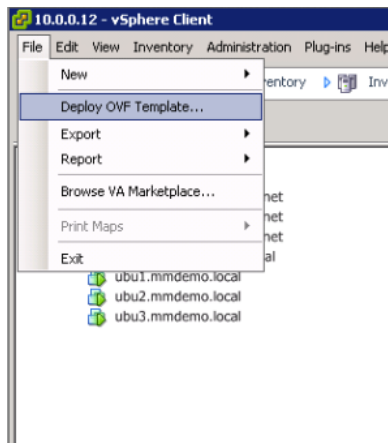 10.0.0.12 - vSphere Client
File Edit View Inventory Administration Plug-ins Help
New
entory Inv
Deploy OVF Template...
Export
Report
Browse VA Marketplace...
net
net
Print Maps
net
Exit
al
ubu1.mmdemo.local
ubu2.mmdemo.local
ubu3.mmdemo.local